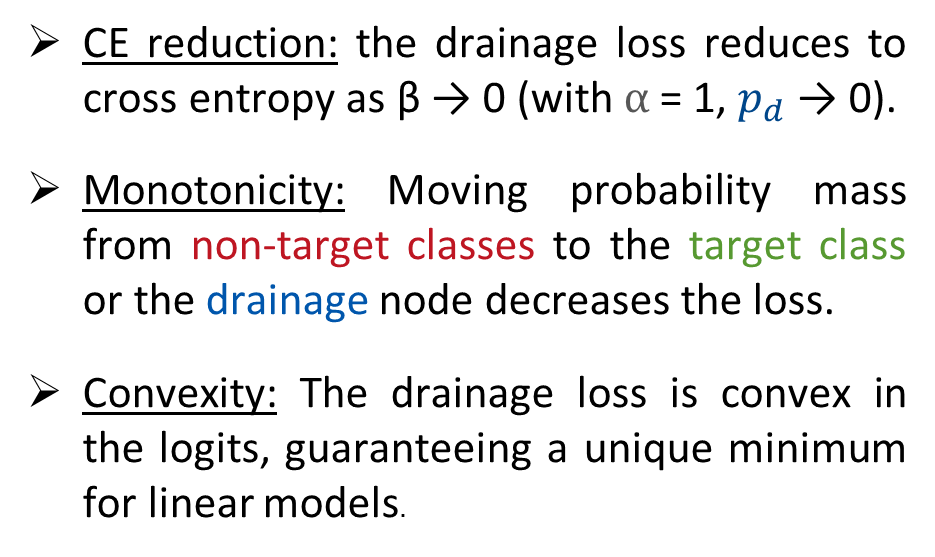 ➢ CE reduction: the drainage loss reduces to
cross entropy as β → 0 (with α = 1, p_d → 0).
➢ Monotonicity: Moving probability mass
from non-target classes to the target class
or the drainage node decreases the loss.
➢ Convexity: The drainage loss is convex in
the logits, guaranteeing a unique minimum
for linear models.